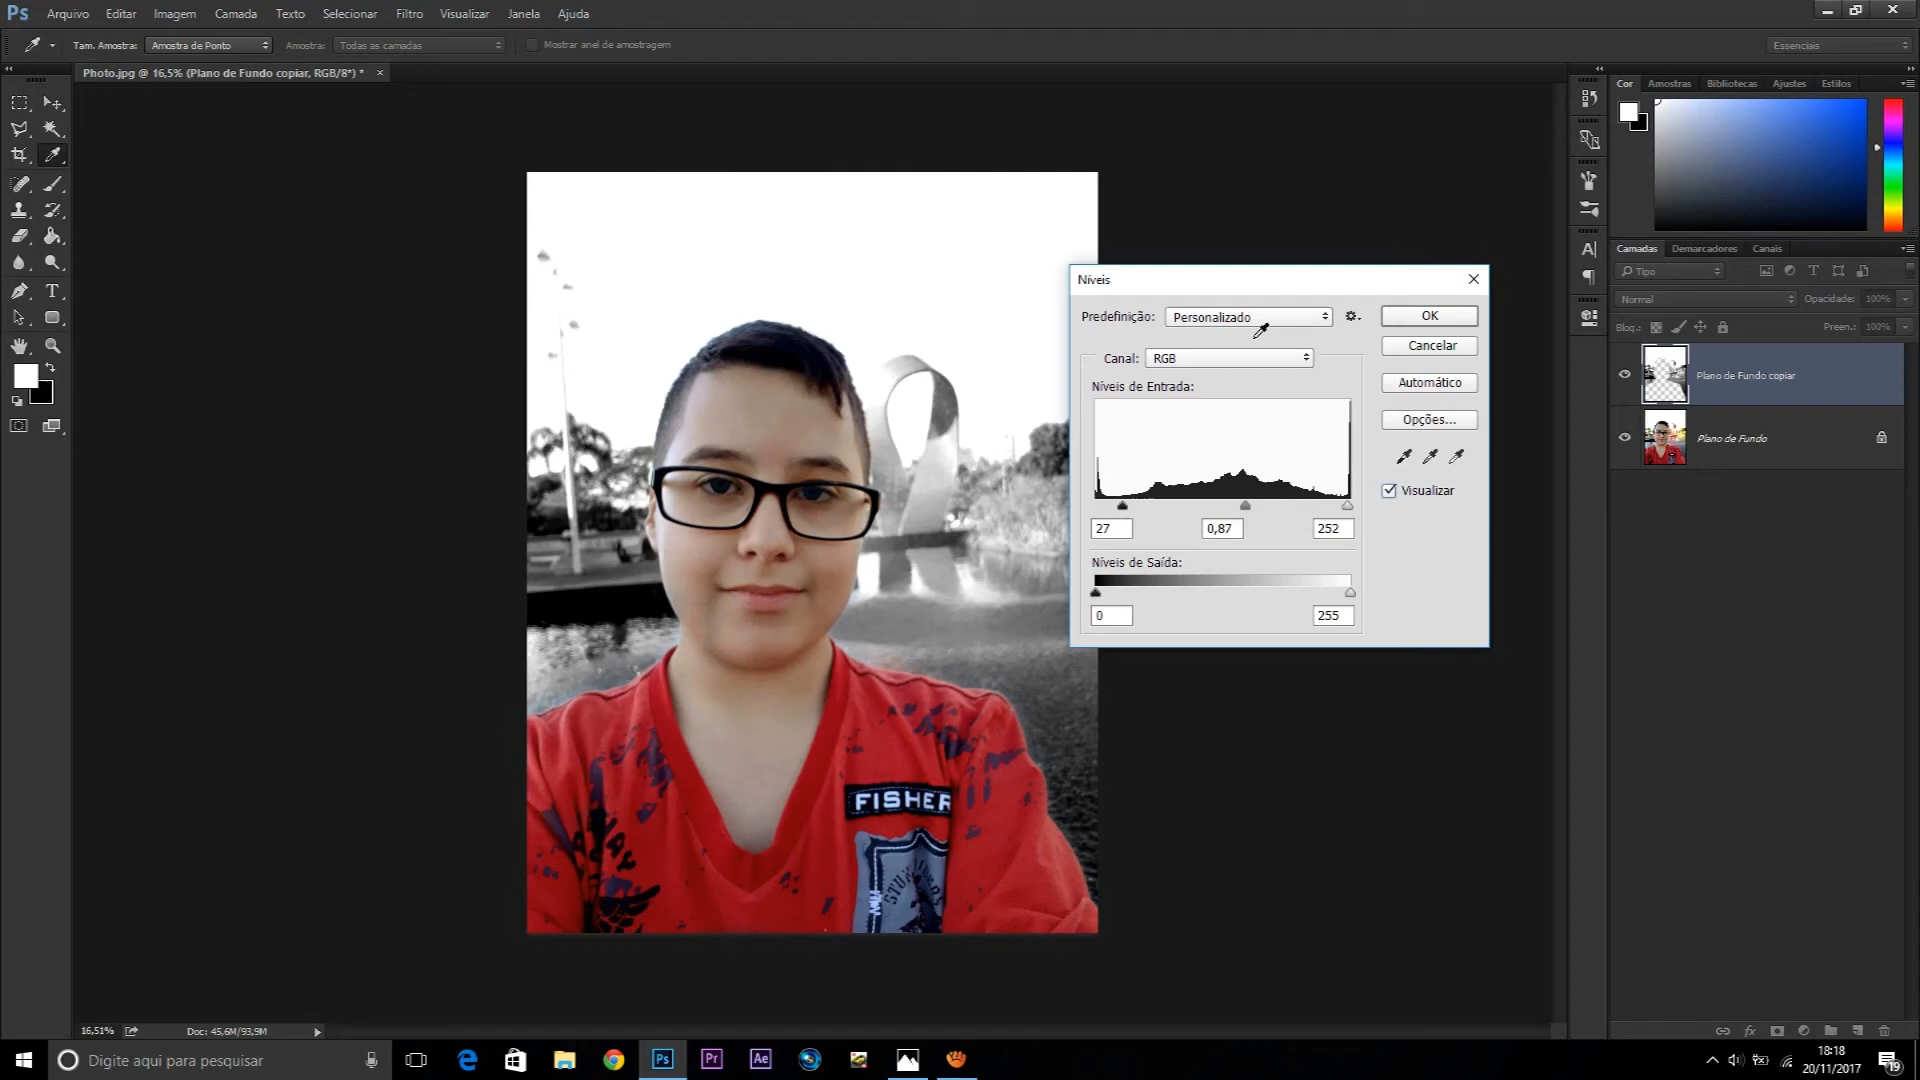 Ps Arquivo Editar Imagem Camada Texto Selecionar Filtro Visualizar Janela Ajuda
Tam. Amostra: Amostra de Ponto Amostra: Todas as camadas Mostrar anel de amostragem Essenciais
Photo.jpg @ 16,5% (Plano de Fundo copiar, RGB/8*) * ×
Cor Amostras Bibliotecas Ajustes Estilos
Camadas Demarcadores Canais
Tipo
Normal Opacidade: 100%
Bloq.: Preen.: 100%
Plano de Fundo copiar
Plano de Fundo
Níveis
Predefinição: Personalizado OK
Canal: RGB Cancelar
Níveis de Entrada: Automático
Opções...
Visualizar
27 0,87 252
Níveis de Saída:
0 255
FISHER
16,51% Doc: 45,6M/93,9M
Digite aqui para pesquisar
Ps Pr Ae
18:18
20/11/2017
19